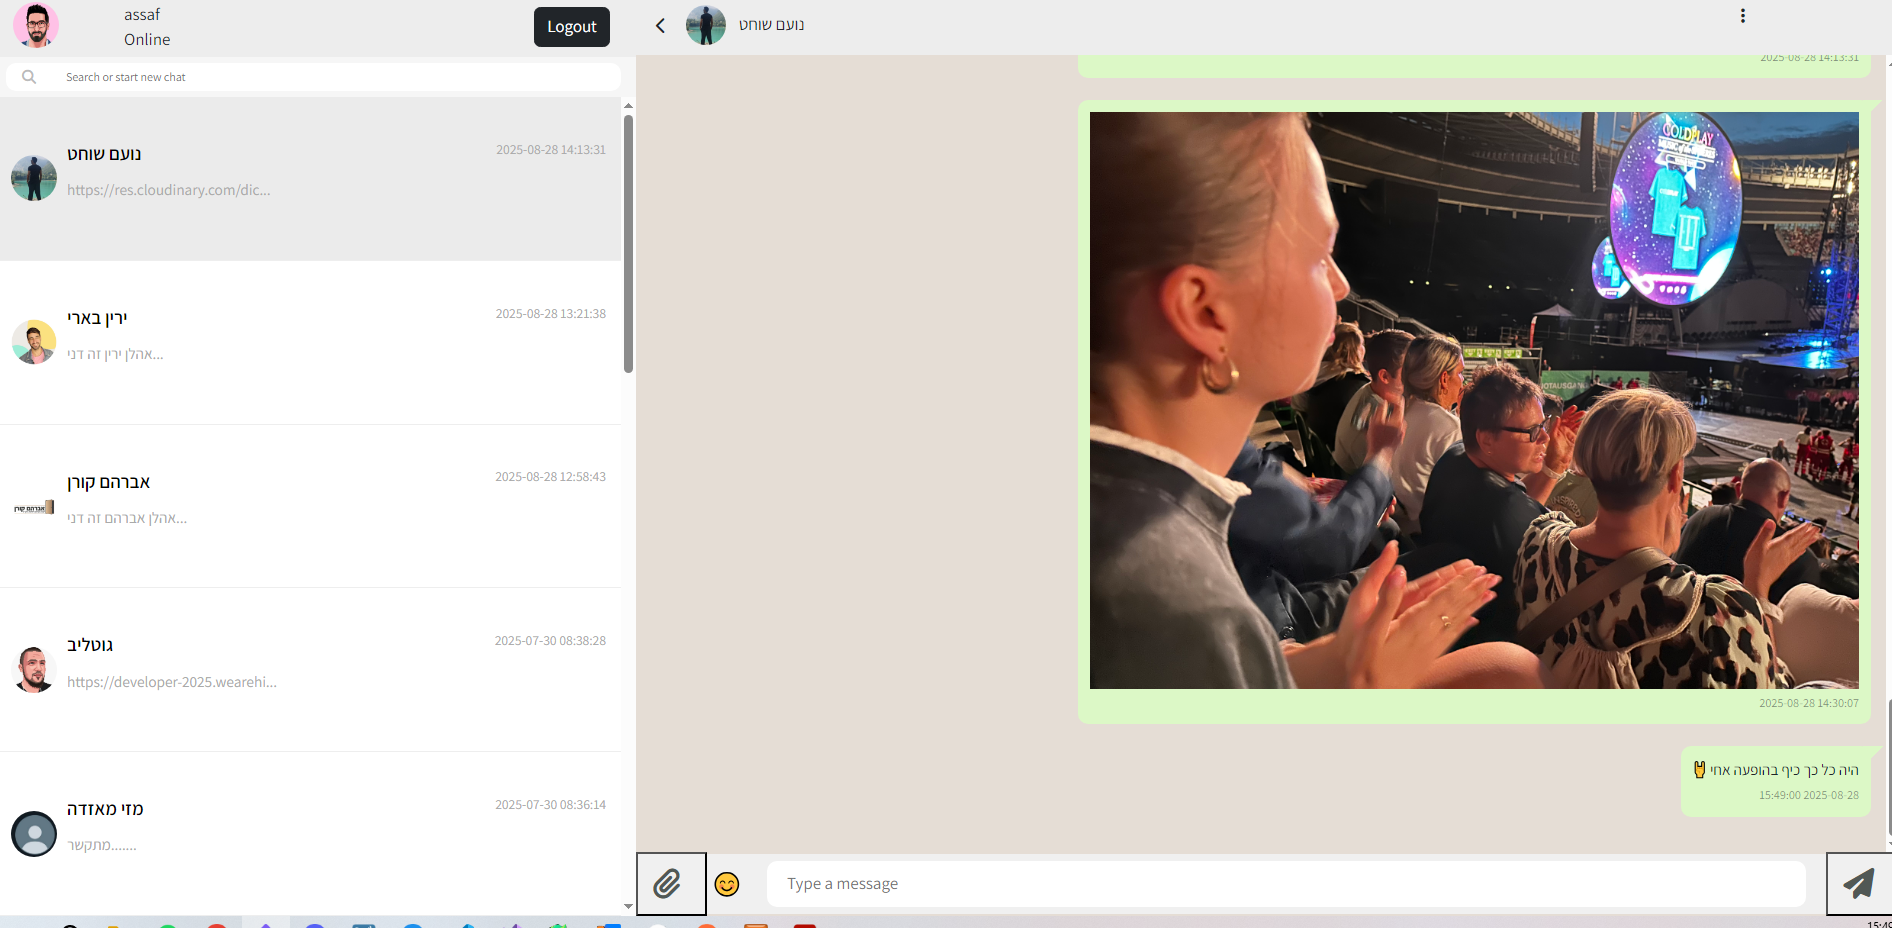 assaf
Online
Logout
Search or start new chat
נועם שוחט
2025-08-28 14:13:31
https://res.cloudinary.com/dic...
ירין בארי
2025-08-28 13:21:38
אהלן ירין זה דני...
אברהם קורן
2025-08-28 12:58:43
אהלן אברהם זה דני...
אברהם קורן
גוטליב
2025-07-30 08:38:28
https://developer-2025.wearehi...
מזי מאזדה
2025-07-30 08:36:14
מתקשר.......
נועם שוחט
2025-08-28 14:13:31
COLDPLAY
2025-08-28 14:30:07
היה כל כך כיף בהופעה אחי🤘
15:49:00 2025-08-28
Type a message